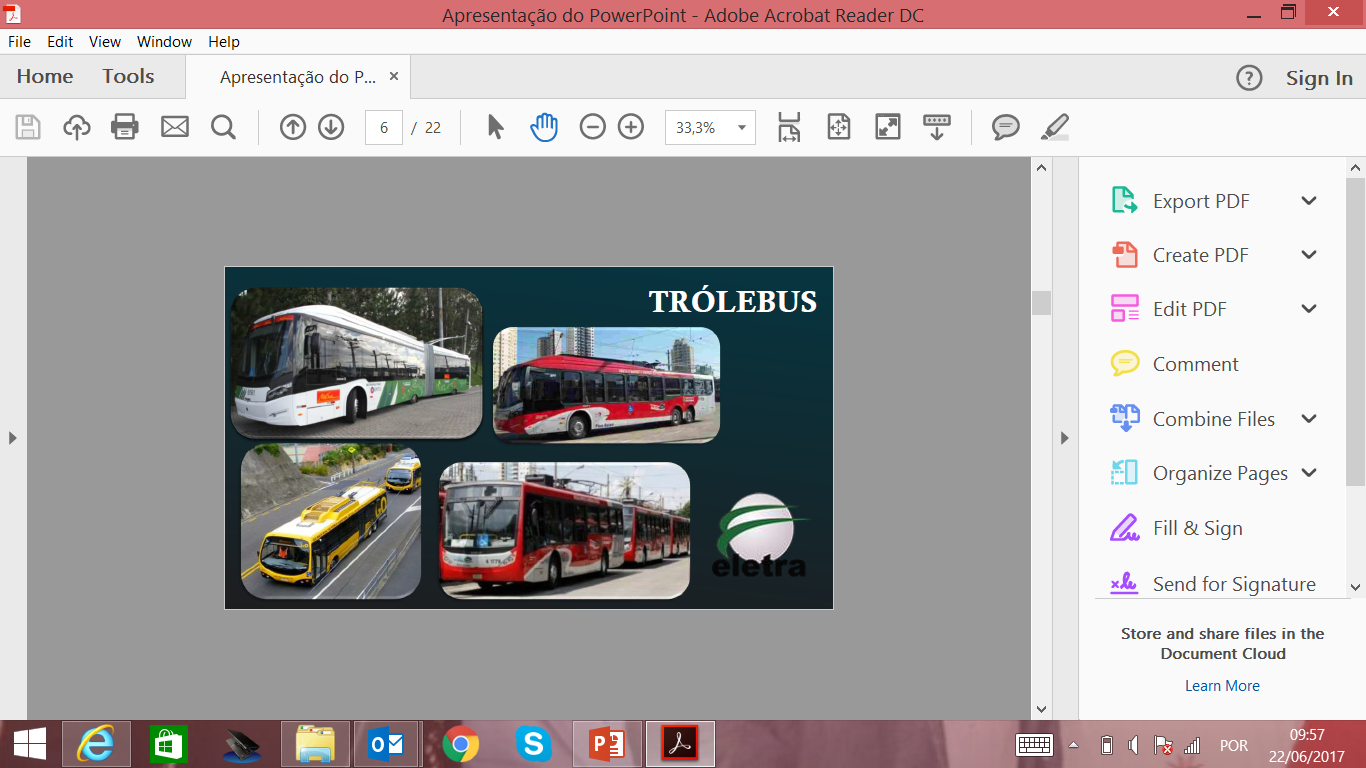 Apresentação do PowerPoint - Adobe Acrobat Reader DC
File Edit View Window Help
Home Tools Apresentação do P... × Sign In
6 / 22 33,3%
Export PDF
Create PDF
Edit PDF
Comment
Combine Files
Organize Pages
Fill & Sign
Send for Signature
Store and share files in the
Document Cloud
Learn More
TRÓLEBUS
GO
eletra
POR
09:57
22/06/2017